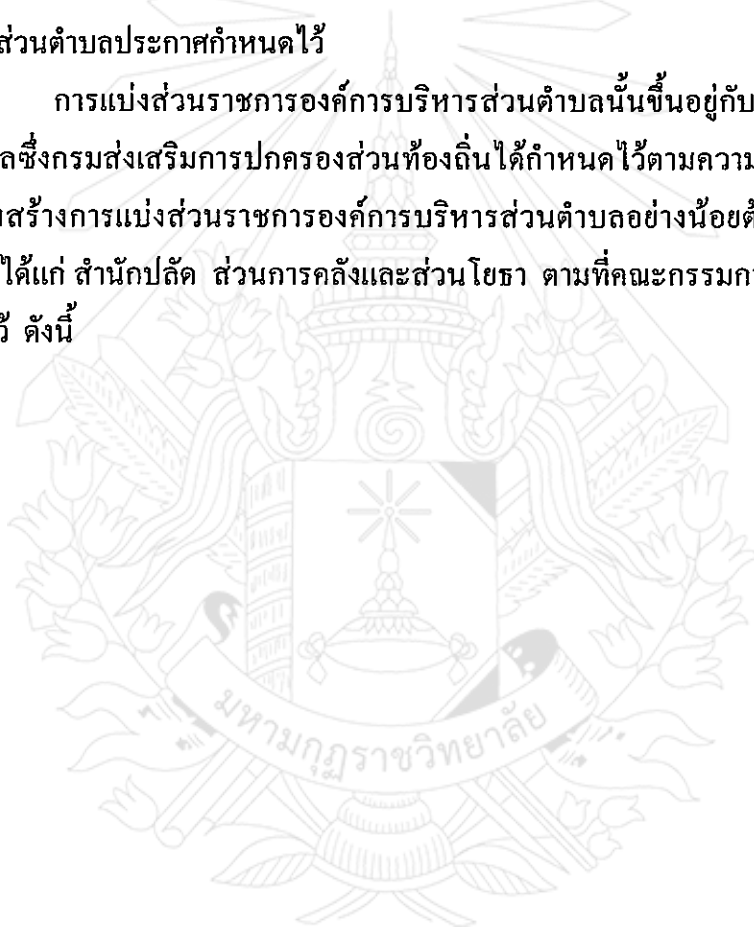 ส่วนตำบลประกาศกำหนดไว้
การแบ่งส่วนราชการองค์การบริหารส่วนตำบลนั้นขึ้นอยู่กับ
ลซึ่งกรมส่งเสริมการปกครองส่วนท้องถิ่นได้กำหนดไว้ตามความ
งสร้างการแบ่งส่วนราชการองค์การบริหารส่วนตำบลอย่างน้อยต้
ได้แก่ สำนักปลัด ส่วนการคลังและส่วนโยธา ตามที่คณะกรรมกา
ว้ ดังนี้
มหามกุฏราชวิทยาลัย